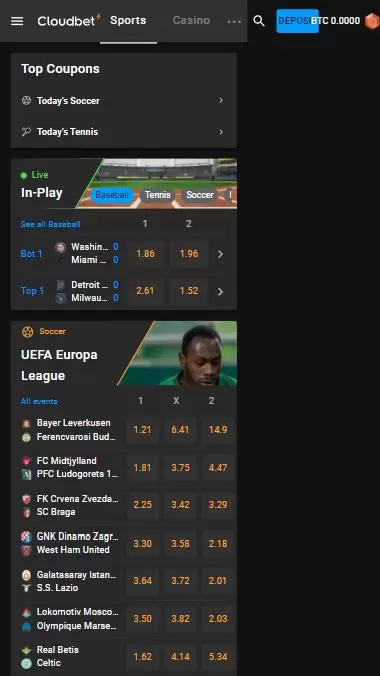 Cloudbet Sports Casino ... DEPOS BTC 0.0000
Top Coupons
Today's Soccer
Today's Tennis
Live
In-Play
Baseball Tennis Soccer
See all Baseball 1 2
Bot 1 Washin... 0 1.86 1.96
Miami ... 0
Top 1 Detroit ... 0 2.61 1.52
Milwau... 0
Soccer
UEFA Europa
League
All events 1 X 2
Bayer Leverkusen 1.21 6.41 14.9
Ferencvarosi Bud...
FC Midtjylland 1.81 3.75 4.47
PFC Ludogorets 1...
FK Crvena Zvezda... 2.25 3.42 3.29
SC Braga
GNK Dinamo Zagr... 3.30 3.58 2.18
West Ham United
Galatasaray Istan... 3.64 3.72 2.01
S.S. Lazio
Lokomotiv Mosco... 3.50 3.82 2.03
Olympique Marse...
Real Betis 1.62 4.14 5.34
Celtic